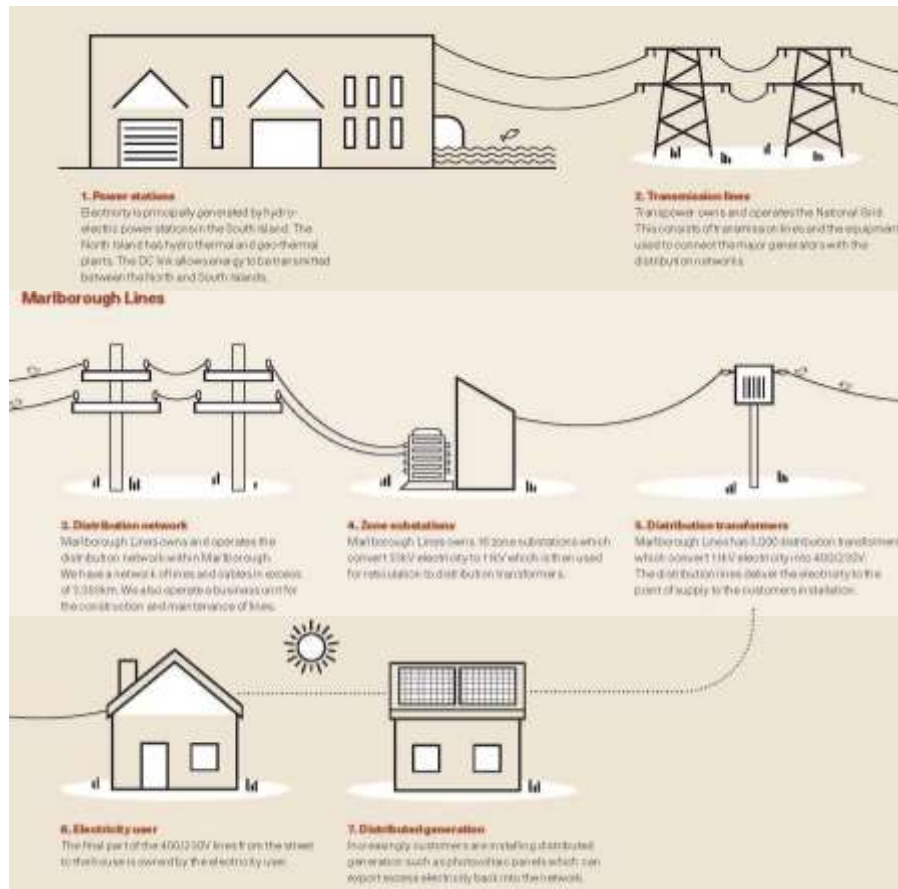 1. Power stations
Electricity is principally generated by hydro-
electric power stations in the South Island. The
North Island has hydro thermal and geo-thermal
plants. The DC link allows energy to be transmitted
between the North and South Islands.
2. Transmission lines
Transpower owns and operates the National Grid.
This consists of transmission lines and the equipment
used to connect the major generators with the
distribution networks.
Marlborough Lines
3. Distribution network
Marlborough Lines owns and operates the
distribution network within Marlborough.
We have a network of lines and cables in excess
of km. We also operate a business unit for
the construction and maintenance of lines.
4. Zone substations
Marlborough Lines owns 16 zone substations which
convert 33kV electricity to 11kV which is then used
for reticulation to distribution transformers.
5. Distribution transformers
Marlborough Lines has distribution transformers
which convert 11kV electricity into 400/230V.
The distribution lines deliver the electricity to the
point of supply to the customers installation.
6. Electricity user
The final part of the 400/230V lines from the street
to the house is owned by the electricity user.
7. Distributed generation
Increasingly customers are installing distributed
generation such as photovoltaic panels which can
export excess electricity back into the network.